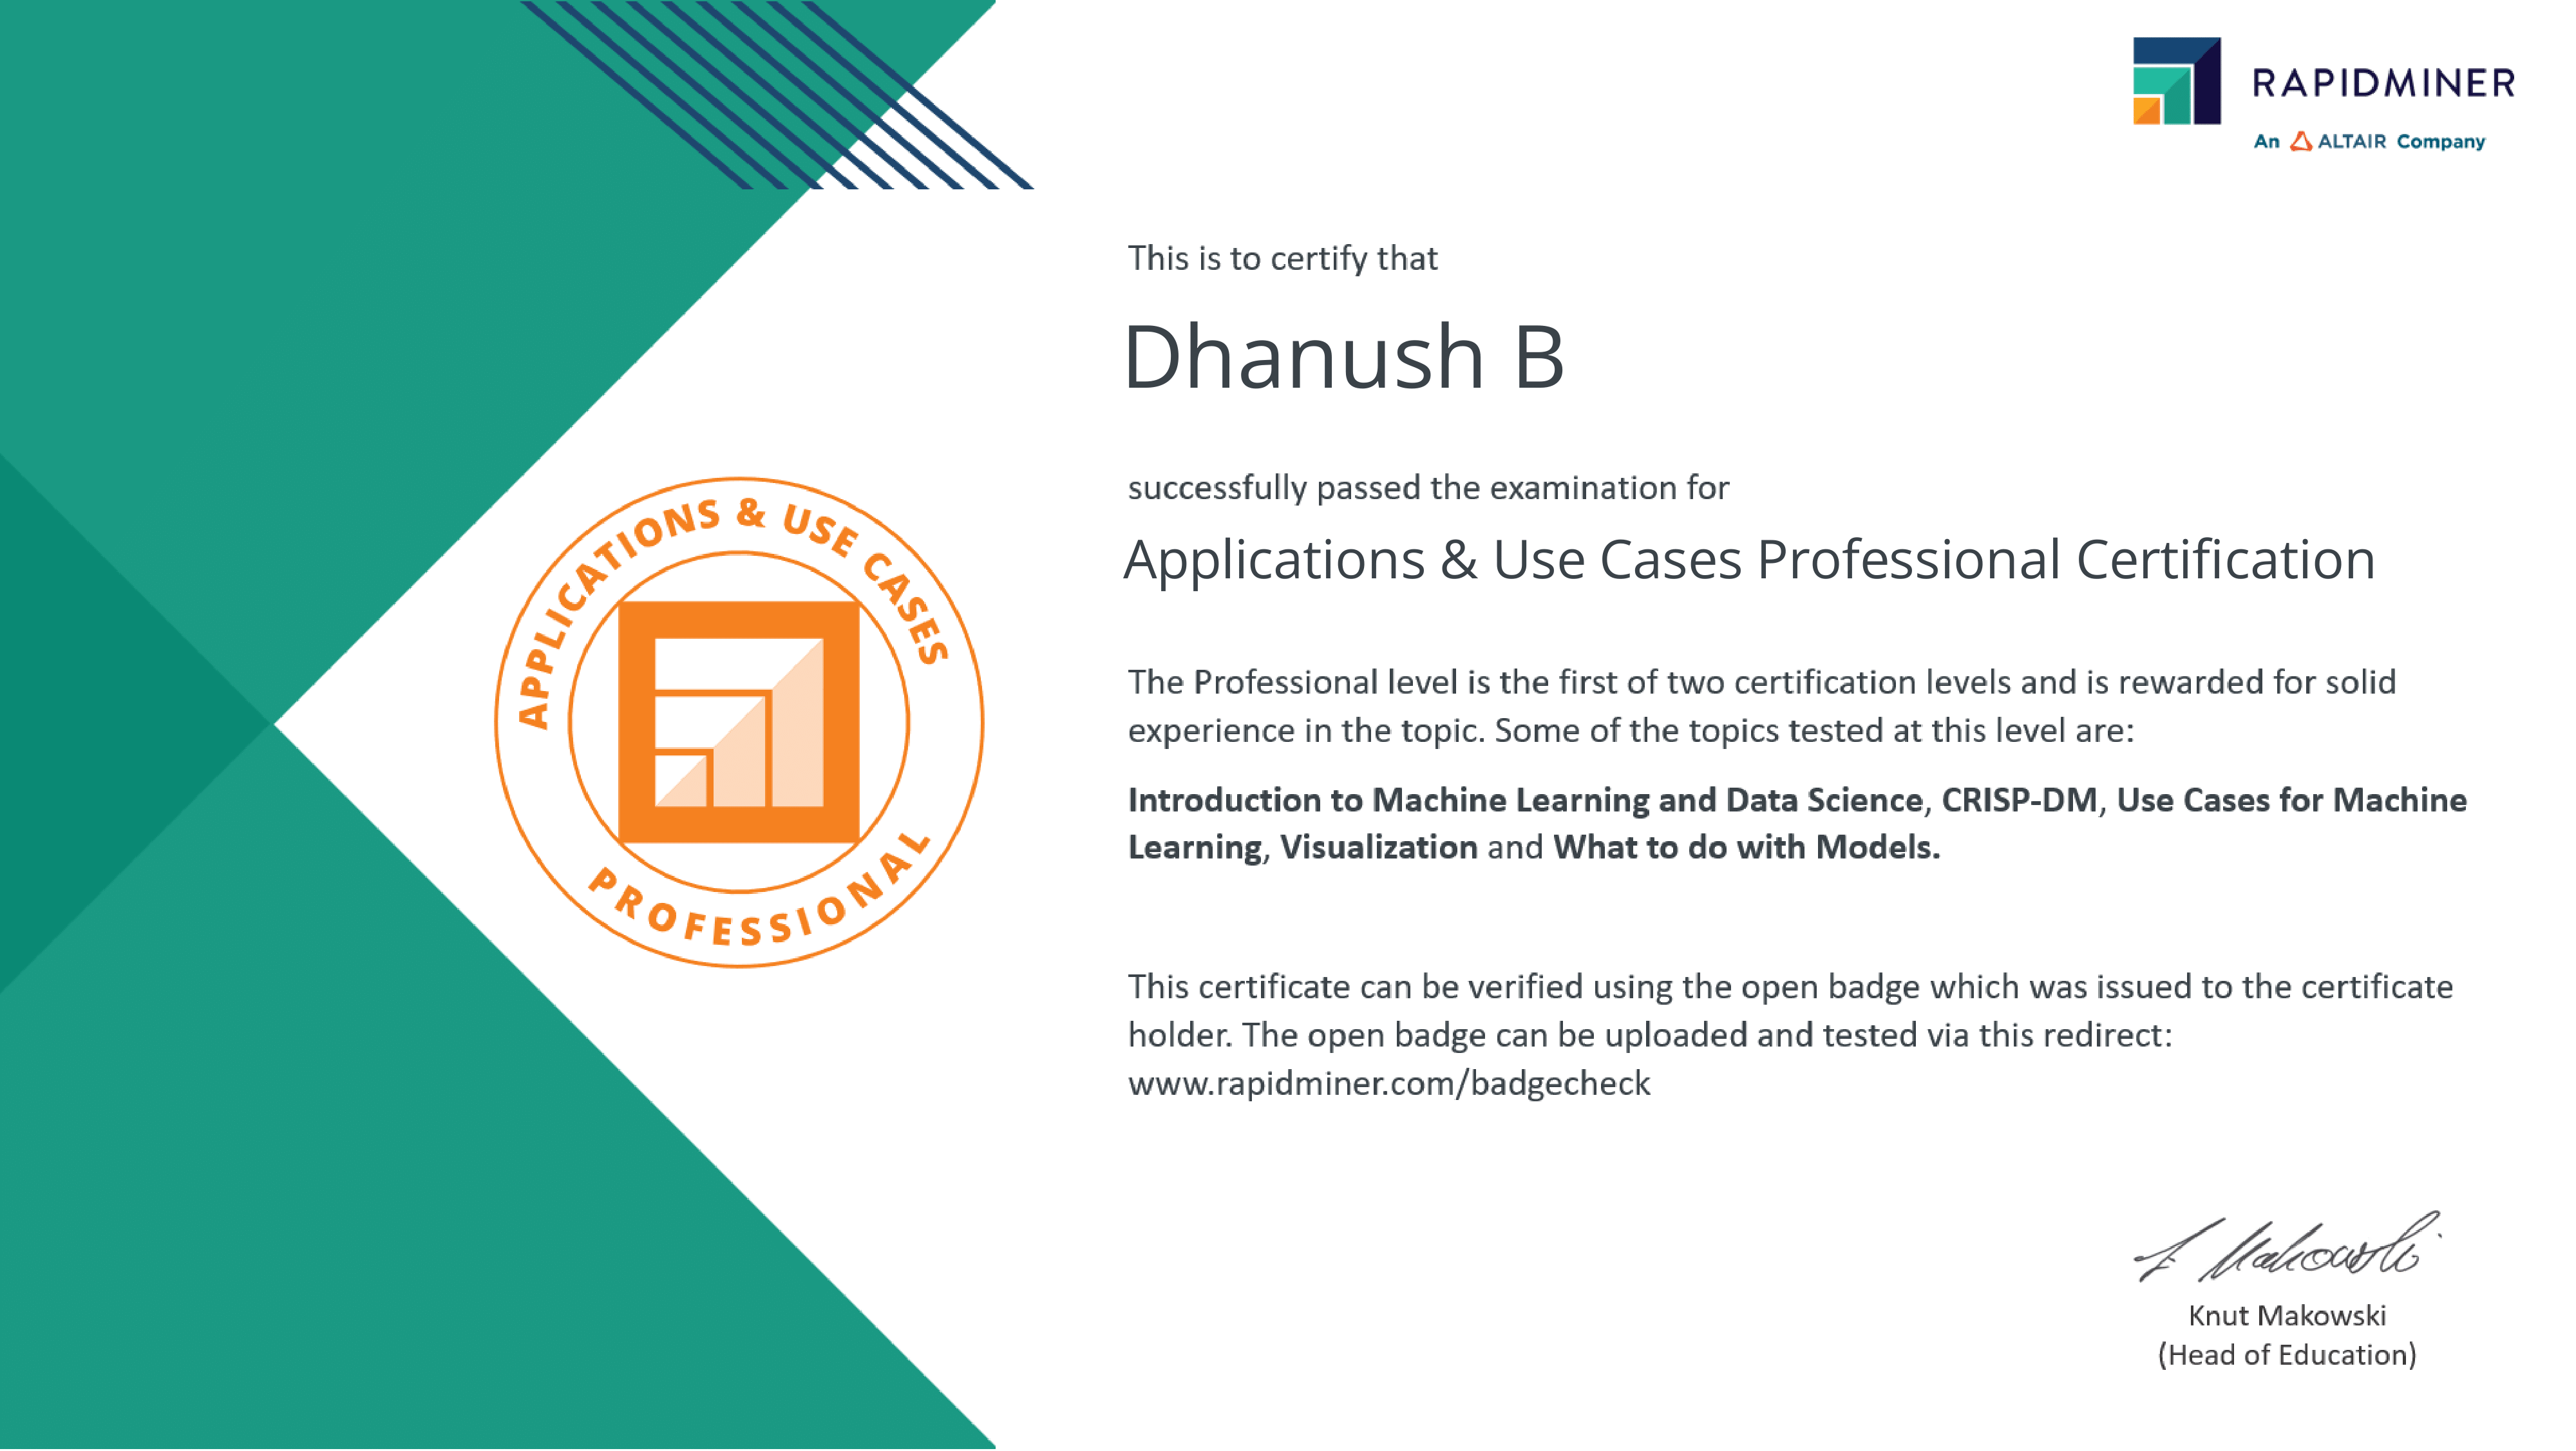 RAPIDMINER
An ALTAIR Company
This is to certify that
Dhanush B
successfully passed the examination for
Applications & Use Cases Professional Certification
APPLICATIONS & USE CASES
PROFESSIONAL
The Professional level is the first of two certification levels and is rewarded for solid
experience in the topic. Some of the topics tested at this level are:
Introduction to Machine Learning and Data Science, CRISP-DM, Use Cases for Machine
Learning, Visualization and What to do with Models.
This certificate can be verified using the open badge which was issued to the certificate
holder. The open badge can be uploaded and tested via this redirect:
www.rapidminer.com/badgecheck
Knut Makowski
(Head of Education)